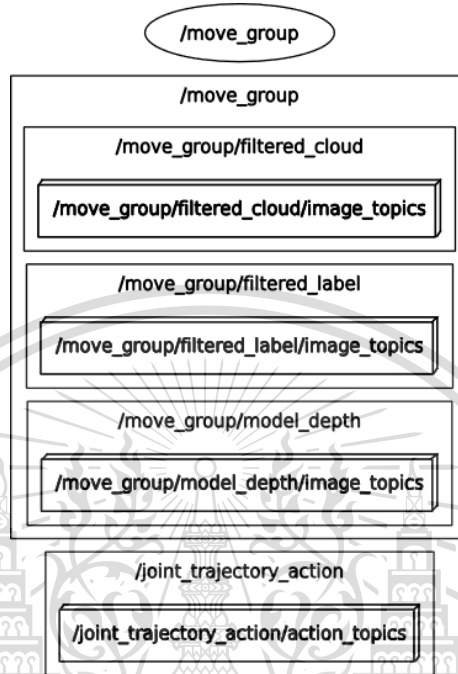 /move_group
/move_group
/move_group/filtered_cloud
/move_group/filtered_cloud/image_topics
/move_group/filtered_label
/move_group/filtered_label/image_topics
/move_group/model_depth
/move_group/model_depth/image_topics
/joint_trajectory_action
/joint_trajectory_action/action_topics